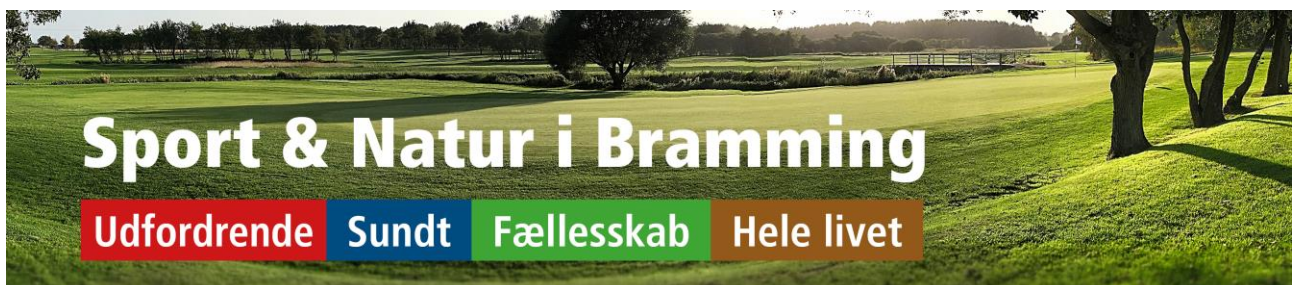 Sport & Natur i Bramming
Udfordrende Sundt Fællesskab Hele livet